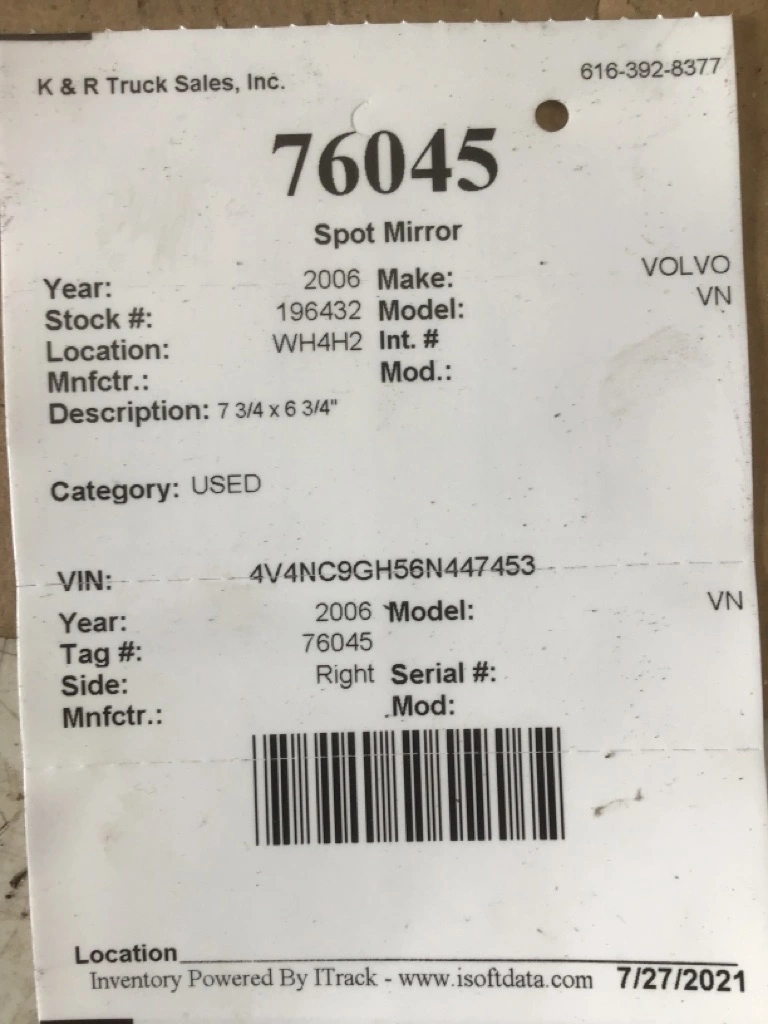 K & R Truck Sales, Inc. 616-392-8377
76045
Spot Mirror
Year: 2006 Make: VOLVO
Stock #: 196432 Model: VN
Location: WH4H2 Int. #
Mnfctr.: Mod.:
Description: 7 3/4 x 6 3/4"
Category: USED
VIN: 4V4NC9GH56N447453
Year: 2006 Model: VN
Tag #: 76045
Side: Right Serial #:
Mnfctr.: Mod:
Location
Inventory Powered By ITrack - www.isoftdata.com 7/27/2021